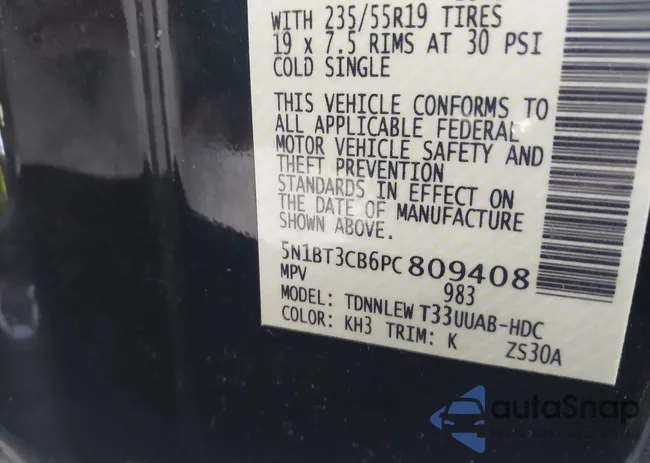 WITH 235/55R19 TIRES
19 x 7.5 RIMS AT 30 PSI
COLD SINGLE
THIS VEHICLE CONFORMS TO
ALL APPLICABLE FEDERAL
MOTOR VEHICLE SAFETY AND
THEFT PREVENTION
STANDARDS IN EFFECT ON
THE DATE OF MANUFACTURE
SHOWN ABOVE.
5N1BT3CB6PC 809408
MPV 983
MODEL: TDNNLEW T33UUAB-HDC
COLOR: KH3 TRIM: K ZS30A
autoSnap